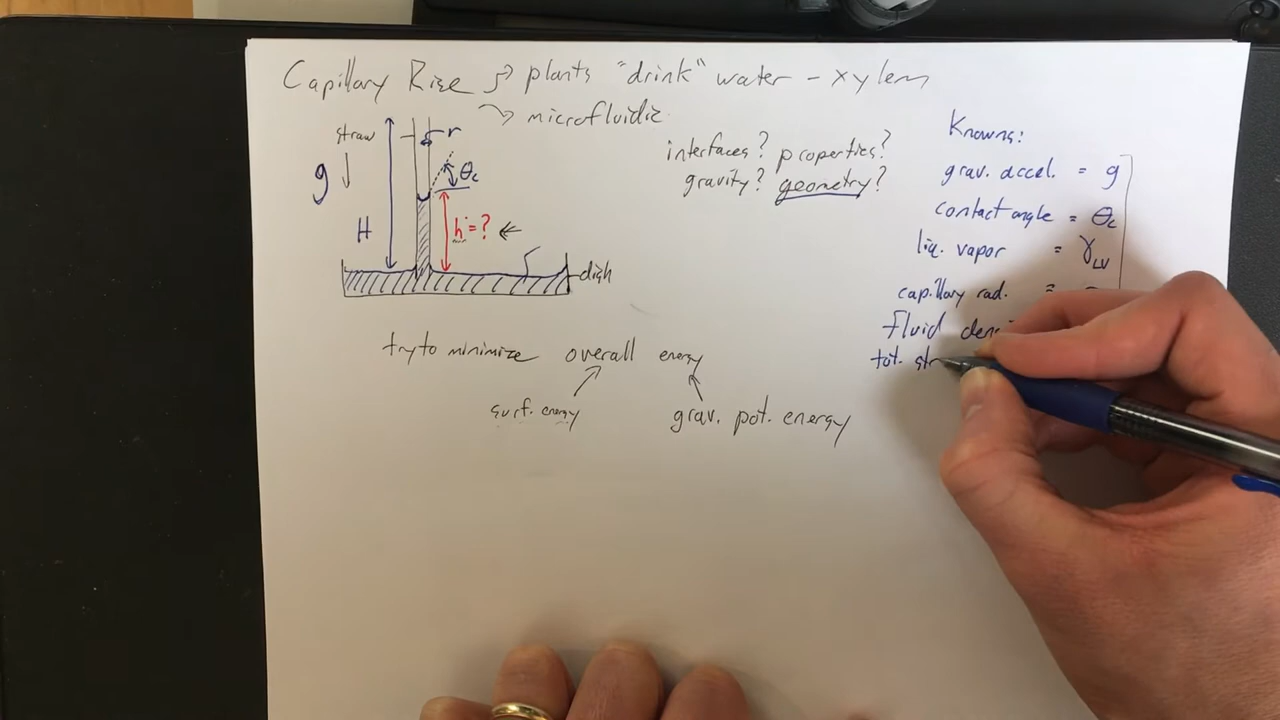 Capillary Rise → plants "drink" water - xylem
→ microfluidic
straw
r
g
θc
H
h = ?
dish
interfaces? properties?
gravity? geometry?
Knowns:
grav. accel. = g
contact angle = θc
liq. vapor = γLV
capillary rad. =
fluid
tot.
try to minimize overall energy
surf. energy
grav. pot. energy